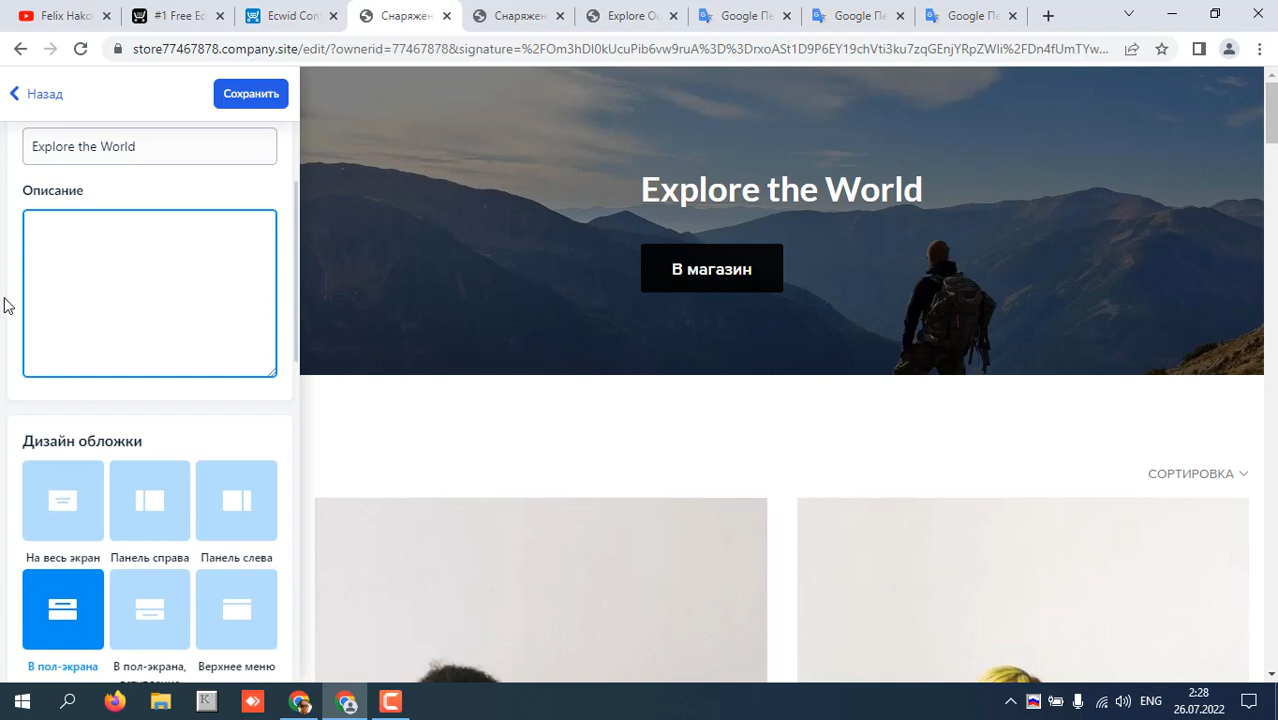 Felix Hako
#1 Free Ec
Ecwid Con
Снаряжен
Снаряжен
Explore Ou
Google Пе
Google Пе
Google Пе
store77467878.company.site/edit/?ownerid=77467878&signature=%2FOm3hDI0kUcuPib6vw9ruA%3D%3DrxoASt1D9P6EY19chVti3ku7zqGEnjYRpZWIi%2FDn4fUmTYw...
Назад
Сохранить
Explore the World
Описание
Дизайн обложки
На весь экран
Панель справа
Панель слева
В пол-экрана
В пол-экрана,
Верхнее меню
Explore the World
В магазин
СОРТИРОВКА
ENG
2:28
26.07.2022